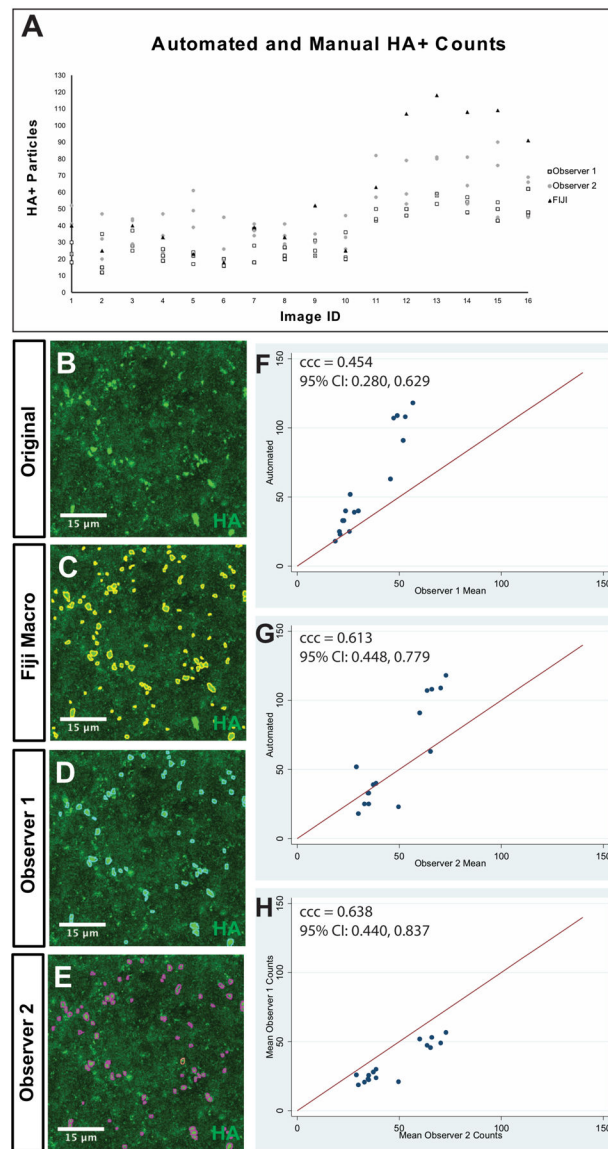 A
Automated and Manual HA+ Counts
HA+ Particles
130
120
110
100
90
80
70
60
50
40
30
20
10
0
1 2 3 4 5 6 7 8 9 10 11 12 13 14 15 16
Image ID
Observer 1
Observer 2
FIJI
Original
B
15 µm
HA
Fiji Macro
C
15 µm
HA
Observer 1
D
15 µm
HA
Observer 2
E
15 µm
HA
F
ccc = 0.454
95% CI: 0.280, 0.629
Automated
150
100
50
0
0 50 100 150
Observer 1 Mean
G
ccc = 0.613
95% CI: 0.448, 0.779
Automated
150
100
50
0
0 50 100 150
Observer 2 Mean
H
ccc = 0.638
95% CI: 0.440, 0.837
Mean Observer 1 Counts
150
100
50
0
0 50 100 150
Mean Observer 2 Counts